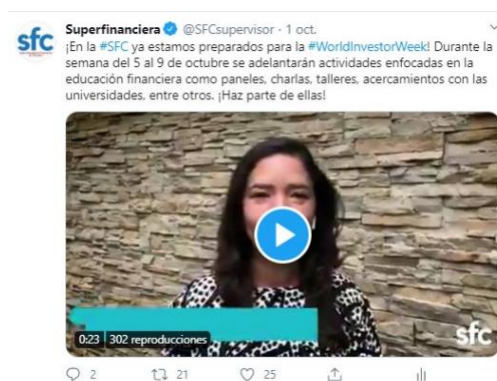 sfc
Superfinanciera @SFCsupervisor · 1 oct.
¡En la #SFC ya estamos preparados para la #WorldInvestorWeek! Durante la
semana del 5 al 9 de octubre se adelantarán actividades enfocadas en la
educación financiera como paneles, charlas, talleres, acercamientos con las
universidades, entre otros. ¡Haz parte de ellas!
0:23 302 reproducciones
sfc
2 21 25